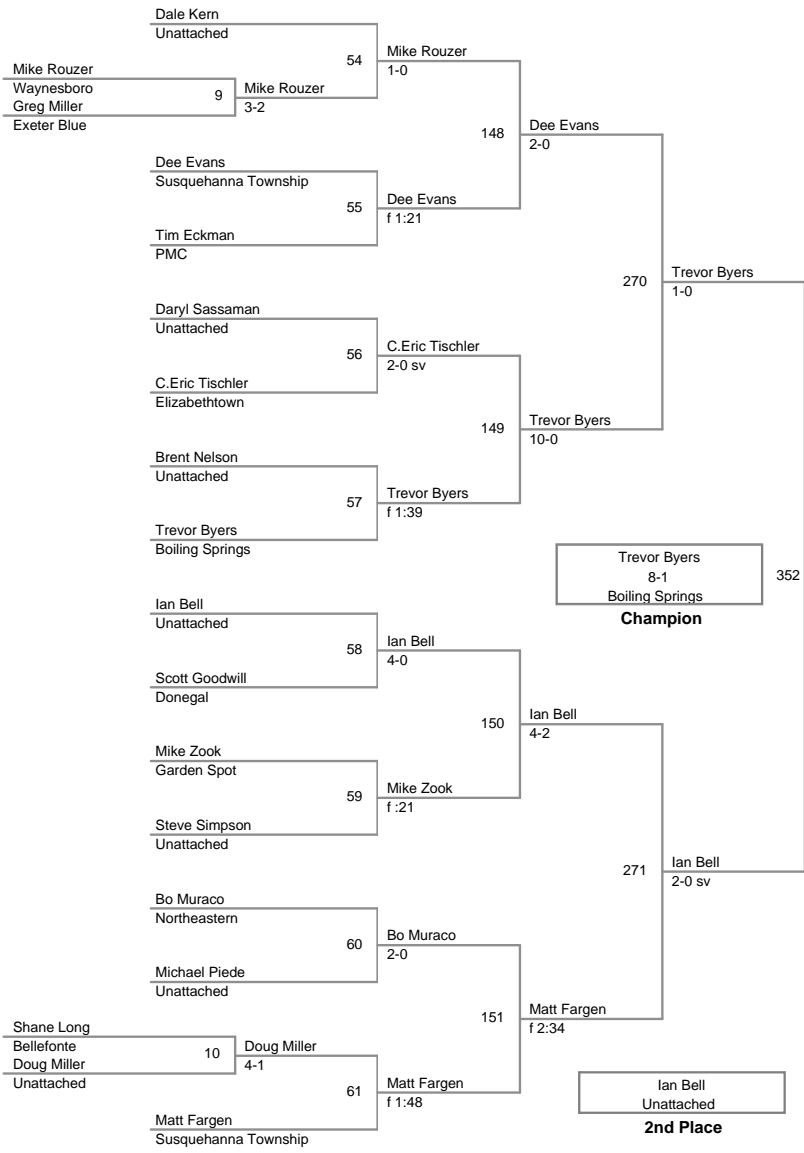 Dale Kern
Unattached
54
Mike Rouzer
1-0
Mike Rouzer
Waynesboro
9
Mike Rouzer
3-2
Greg Miller
Exeter Blue
148
Dee Evans
2-0
Dee Evans
Susquehanna Township
55
Dee Evans
f 1:21
Tim Eckman
PMC
270
Trevor Byers
1-0
Daryl Sassaman
Unattached
56
C.Eric Tischler
2-0 sv
C.Eric Tischler
Elizabethtown
149
Trevor Byers
10-0
Brent Nelson
Unattached
57
Trevor Byers
f 1:39
Trevor Byers
Boiling Springs
Trevor Byers
8-1
Boiling Springs
352
Champion
Ian Bell
Unattached
58
Ian Bell
4-0
Scott Goodwill
Donegal
150
Ian Bell
4-2
Mike Zook
Garden Spot
59
Mike Zook
f :21
Steve Simpson
Unattached
271
Ian Bell
2-0 sv
Bo Muraco
Northeastern
60
Bo Muraco
2-0
Michael Piede
Unattached
151
Matt Fargen
f 2:34
Shane Long
Bellefonte
10
Doug Miller
4-1
Doug Miller
Unattached
61
Matt Fargen
f 1:48
Matt Fargen
Susquehanna Township
Ian Bell
Unattached
2nd Place